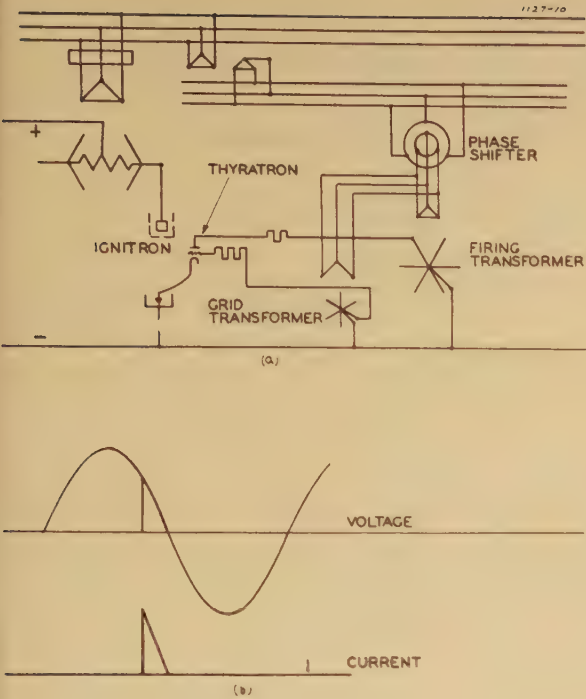 1127-10
+
PHASE
SHIFTER
THYRATRON
IGNITRON
FIRING
TRANSFORMER
GRID
TRANSFORMER
-
(a)
VOLTAGE
CURRENT
(b)